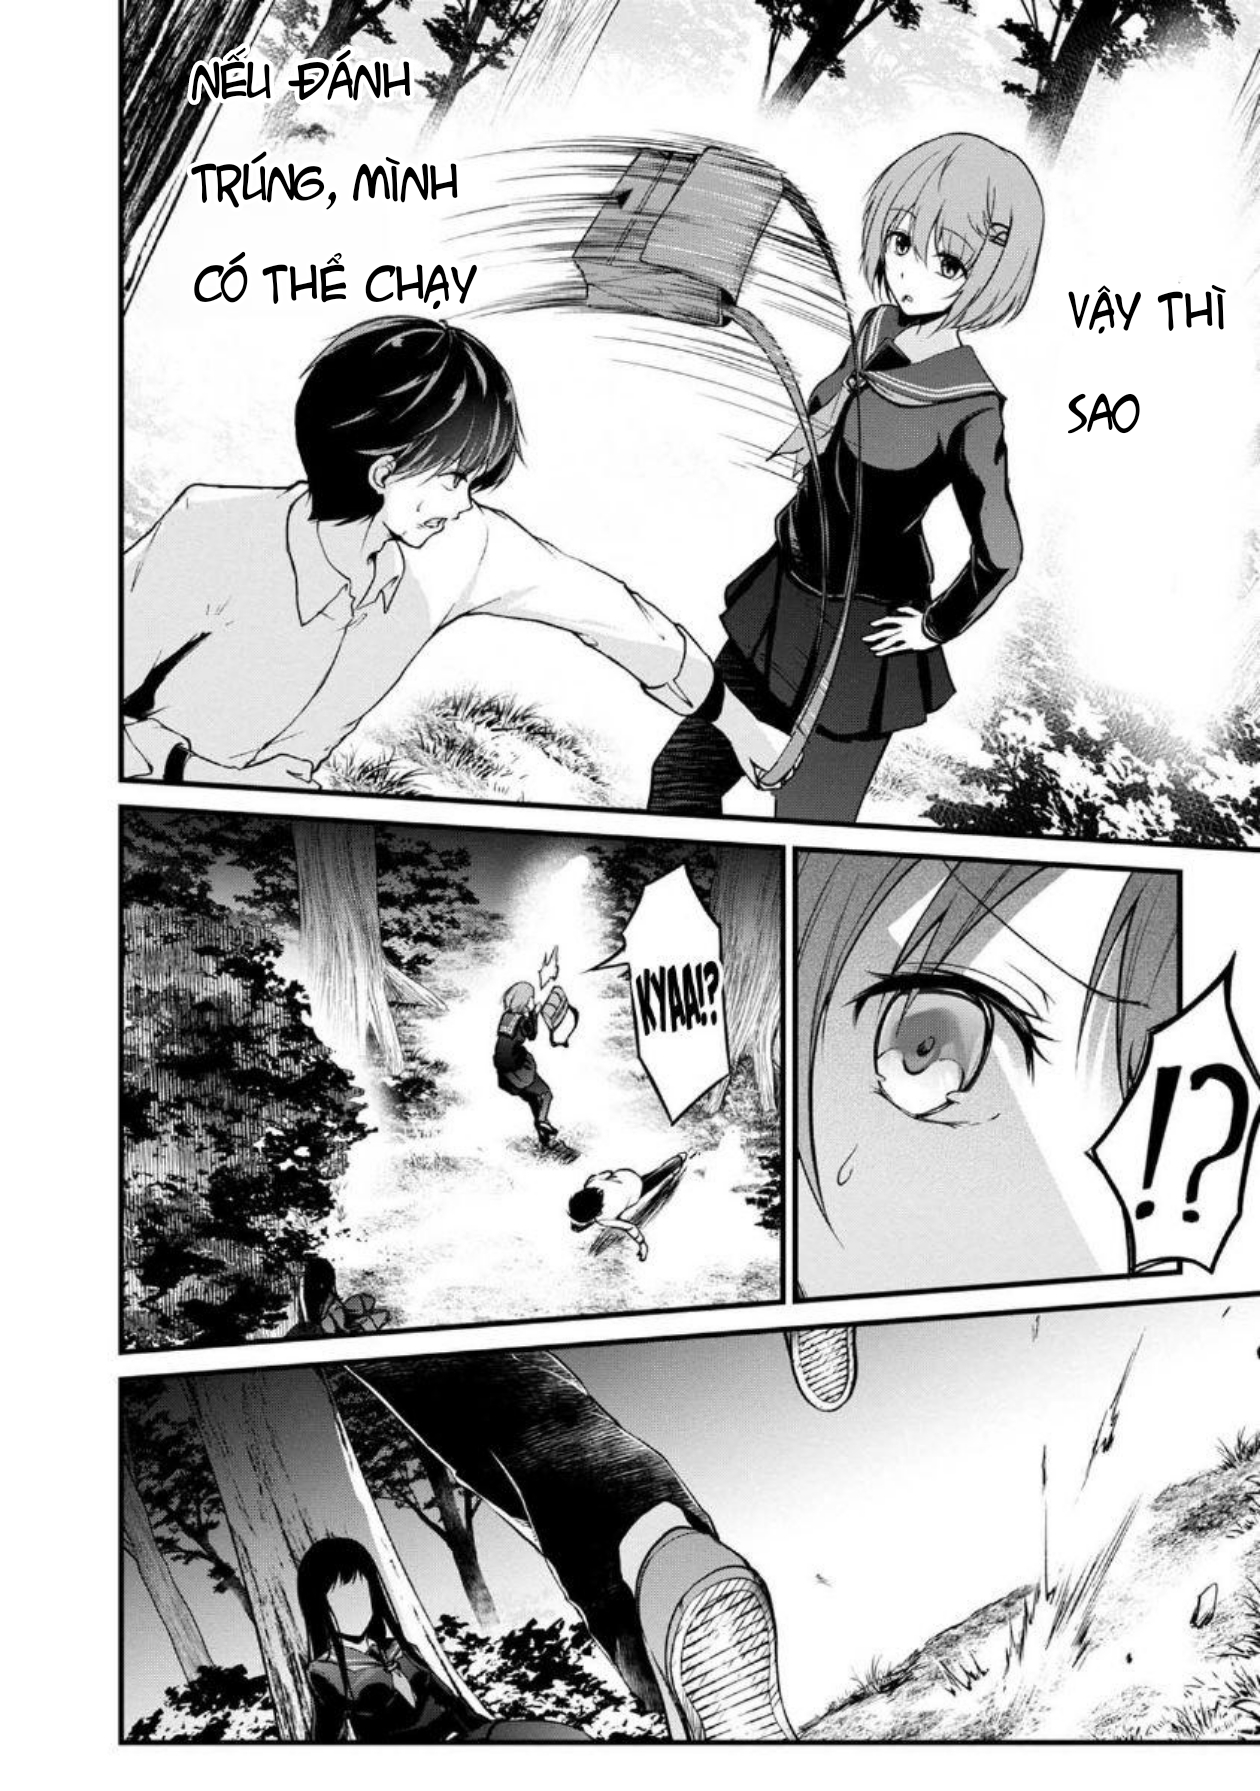 VẬY THÌ
SAO
NẾU ĐÁNH
TRÚNG, MÌNH
CÓ THỂ CHẠY
!?
KYAA!?